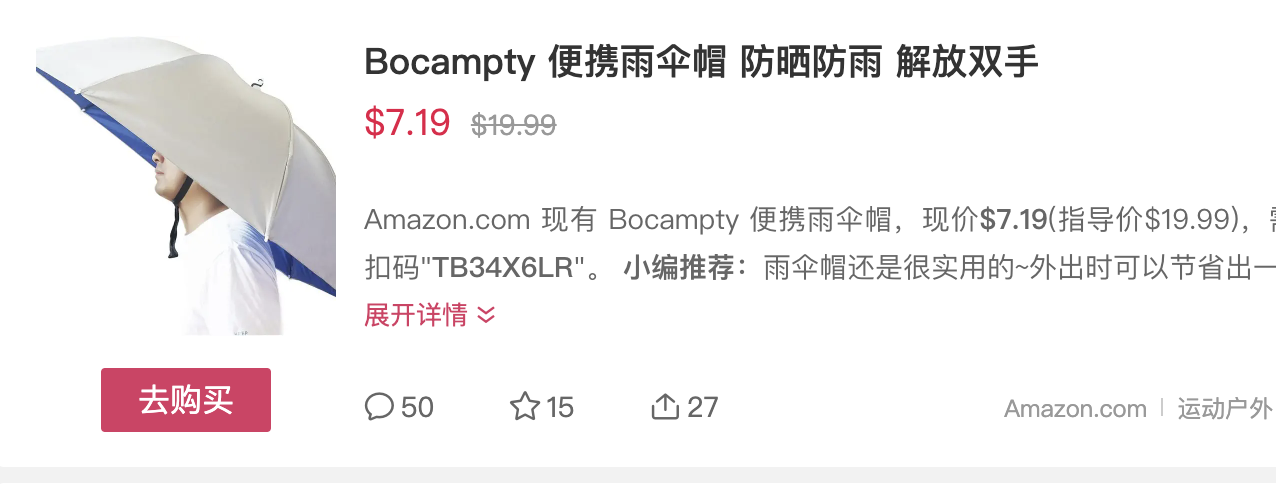 Bocampty 便携雨伞帽 防晒防雨 解放双手
$7.19 $19.99
Amazon.com 现有 Bocampty 便携雨伞帽，现价$7.19(指导价$19.99)，
扣码"TB34X6LR"。 小编推荐：雨伞帽还是很实用的~外出时可以节省出一
展开详情
去购买
50 15 27
Amazon.com | 运动户外